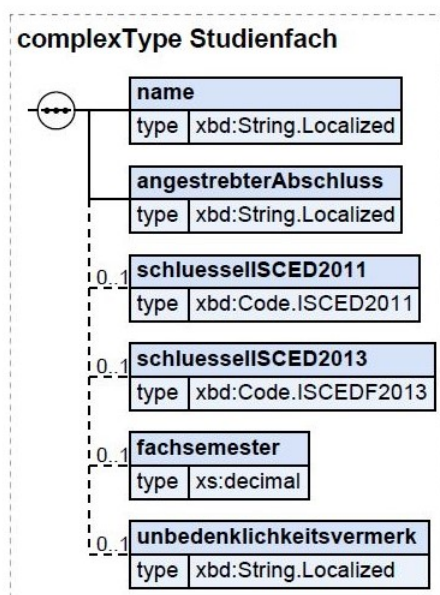 complexType Studienfach
name
type xbd:String.Localized
angestrebterAbschluss
type xbd:String.Localized
0..1 schluesselISCED2011
type xbd:Code.ISCED2011
0..1 schluesselISCED2013
type xbd:Code.ISCEDF2013
0..1 fachsemester
type xs:decimal
0..1 unbedenklichkeitsvermerk
type xbd:String.Localized